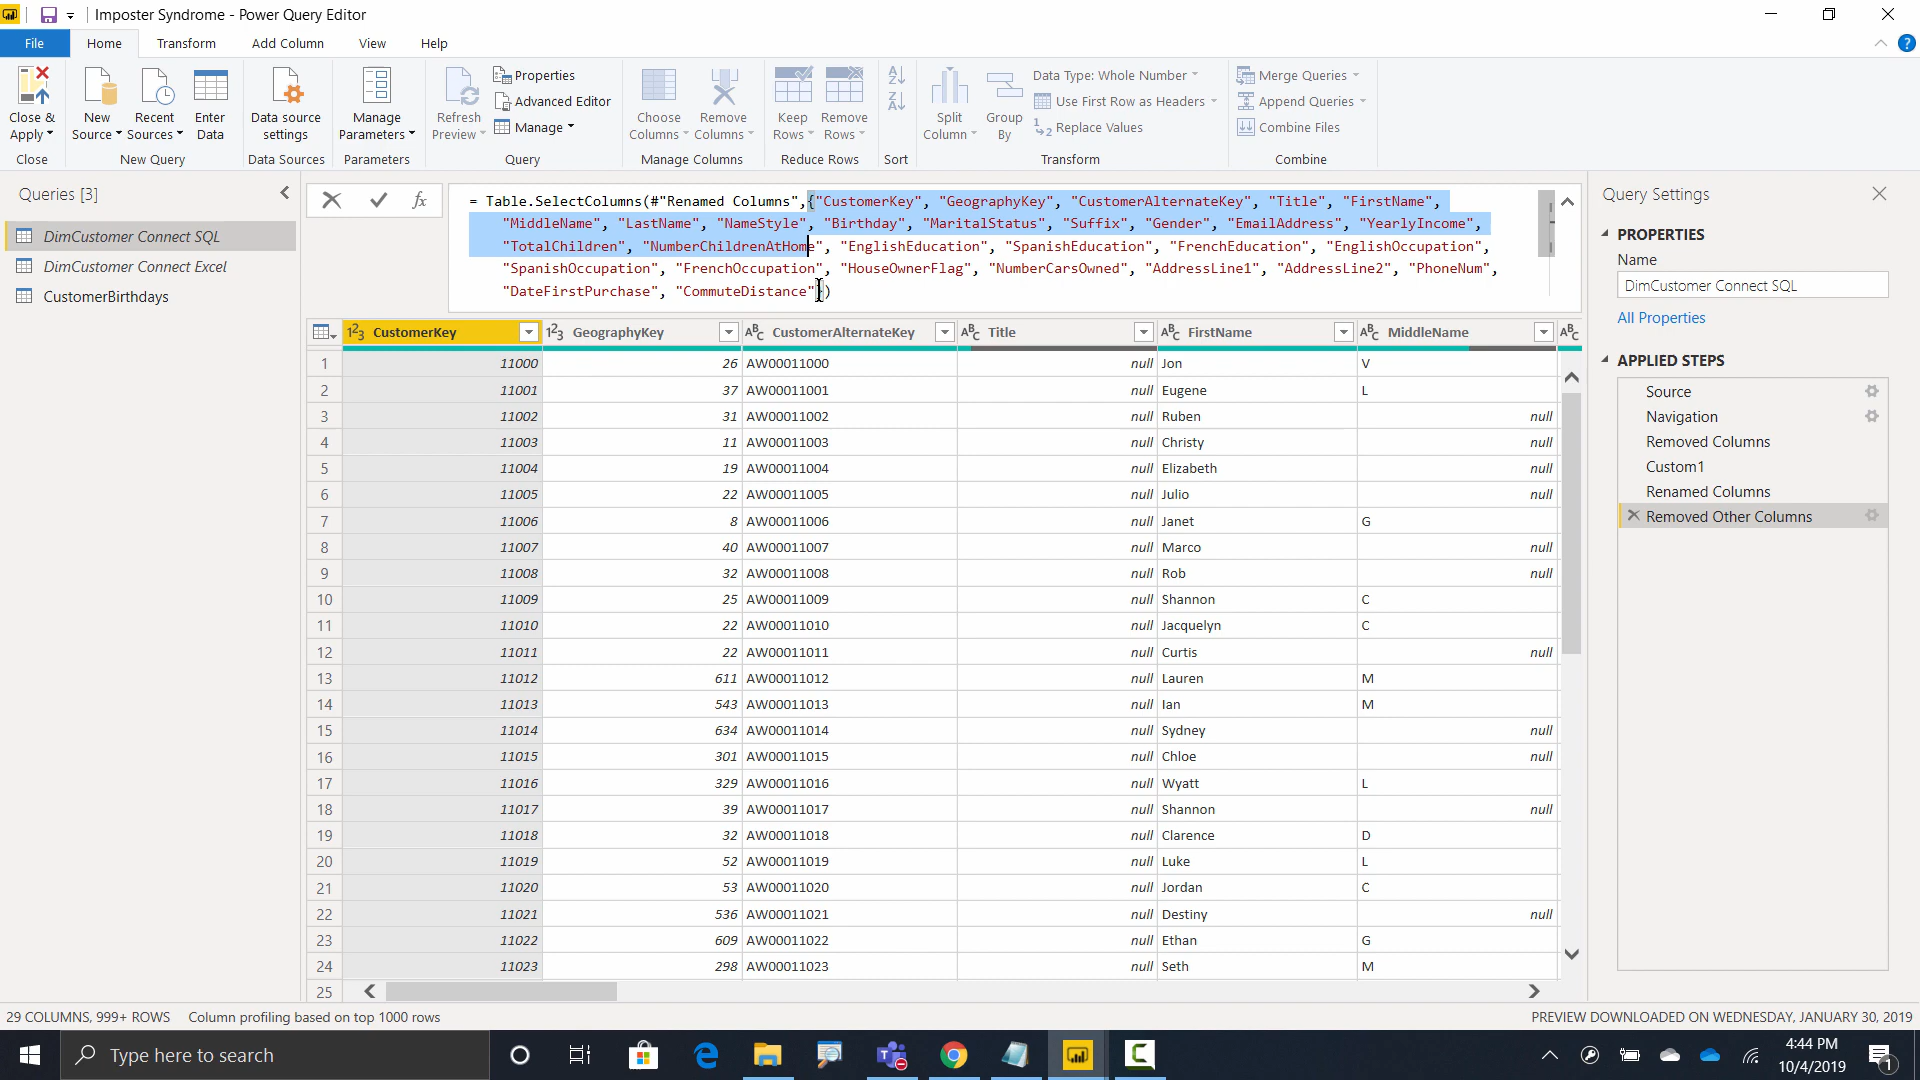 Imposter Syndrome - Power Query Editor
File Home Transform Add Column View Help
Close & Apply
Close
New Source
Recent Sources
Enter Data
New Query
Data source settings
Data Sources
Manage Parameters
Parameters
Refresh Preview
Properties
Advanced Editor
Manage
Query
Choose Columns
Remove Columns
Manage Columns
Keep Rows
Remove Rows
Reduce Rows
Sort
Split Column
Group By
Data Type: Whole Number
Use First Row as Headers
Replace Values
Transform
Merge Queries
Append Queries
Combine Files
Combine
Queries [3]
DimCustomer Connect SQL
DimCustomer Connect Excel
CustomerBirthdays
= Table.SelectColumns(#"Renamed Columns",{"CustomerKey", "GeographyKey", "CustomerAlternateKey", "Title", "FirstName",
"MiddleName", "LastName", "NameStyle", "Birthday", "MaritalStatus", "Suffix", "Gender", "EmailAddress", "YearlyIncome",
"TotalChildren", "NumberChildrenAtHome", "EnglishEducation", "SpanishEducation", "FrenchEducation", "EnglishOccupation",
"SpanishOccupation", "FrenchOccupation", "HouseOwnerFlag", "NumberCarsOwned", "AddressLine1", "AddressLine2", "PhoneNum",
"DateFirstPurchase", "CommuteDistance"})
CustomerKey GeographyKey CustomerAlternateKey Title FirstName MiddleName
1 11000 26 AW00011000 null Jon V
2 11001 37 AW00011001 null Eugene L
3 11002 31 AW00011002 null Ruben null
4 11003 11 AW00011003 null Christy null
5 11004 19 AW00011004 null Elizabeth null
6 11005 22 AW00011005 null Julio null
7 11006 8 AW00011006 null Janet G
8 11007 40 AW00011007 null Marco null
9 11008 32 AW00011008 null Rob null
10 11009 25 AW00011009 null Shannon C
11 11010 22 AW00011010 null Jacquelyn C
12 11011 22 AW00011011 null Curtis null
13 11012 611 AW00011012 null Lauren M
14 11013 543 AW00011013 null Ian M
15 11014 634 AW00011014 null Sydney null
16 11015 301 AW00011015 null Chloe null
17 11016 329 AW00011016 null Wyatt L
18 11017 39 AW00011017 null Shannon null
19 11018 32 AW00011018 null Clarence D
20 11019 52 AW00011019 null Luke L
21 11020 53 AW00011020 null Jordan C
22 11021 536 AW00011021 null Destiny null
23 11022 609 AW00011022 null Ethan G
24 11023 298 AW00011023 null Seth M
25
Query Settings
PROPERTIES
Name
DimCustomer Connect SQL
All Properties
APPLIED STEPS
Source
Navigation
Removed Columns
Custom1
Renamed Columns
Removed Other Columns
29 COLUMNS, 999+ ROWS Column profiling based on top 1000 rows
PREVIEW DOWNLOADED ON WEDNESDAY, JANUARY 30, 2019
Type here to search
4:44 PM
10/4/2019
1